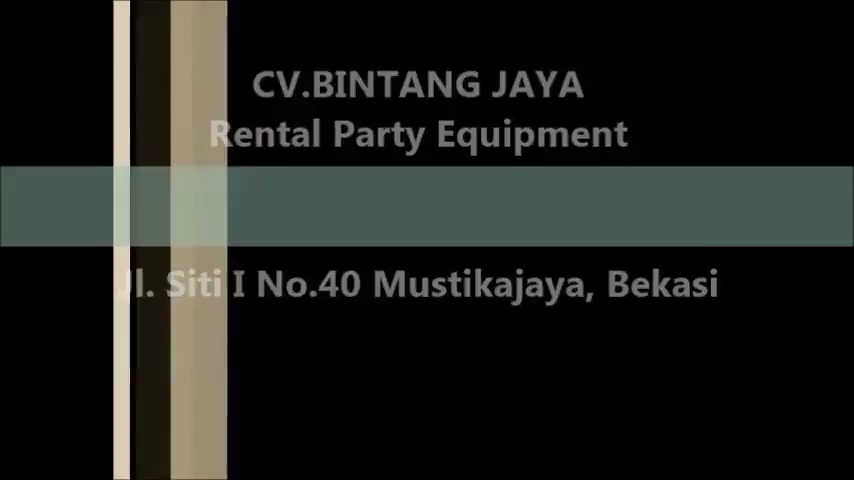 CV.BINTANG JAYA
Rental Party Equipment
Jl. Siti I No.40 Mustikajaya, Bekasi